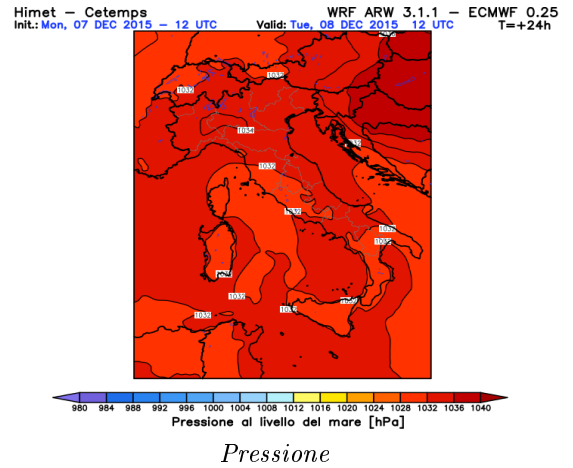 Himet – Cetemps WRF ARW 3.1.1 – ECMWF 0.25
Init.: Mon, 07 DEC 2015 – 12 UTC Valid: Tue, 08 DEC 2015 12 UTC T=+24h
1032
1032
1034
1032
1032
1032
1032
1032
980 984 988 992 996 1000 1004 1008 1012 1016 1020 1024 1028 1032 1036 1040
Pressione al livello del mare [hPa]
Pressione